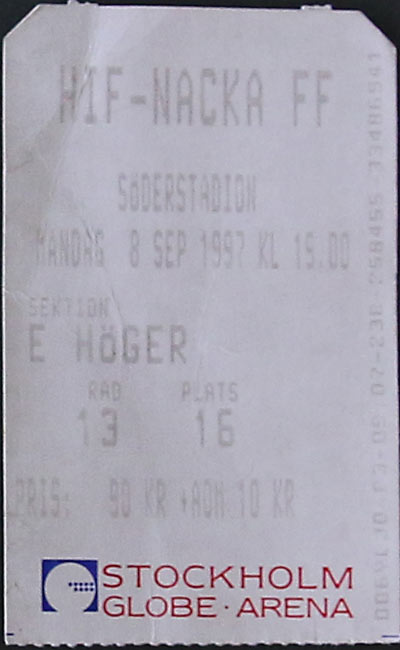 HIF-NACKA FF
SÖDERSTADION
MANDAG 8 SEP 1997 KL 19.00
SEKTION
E HÖGER
RAD PLATS
13 16
PRIS: 90 KR +ADM 10 KR
STOCKHOLM
GLOBE·ARENA